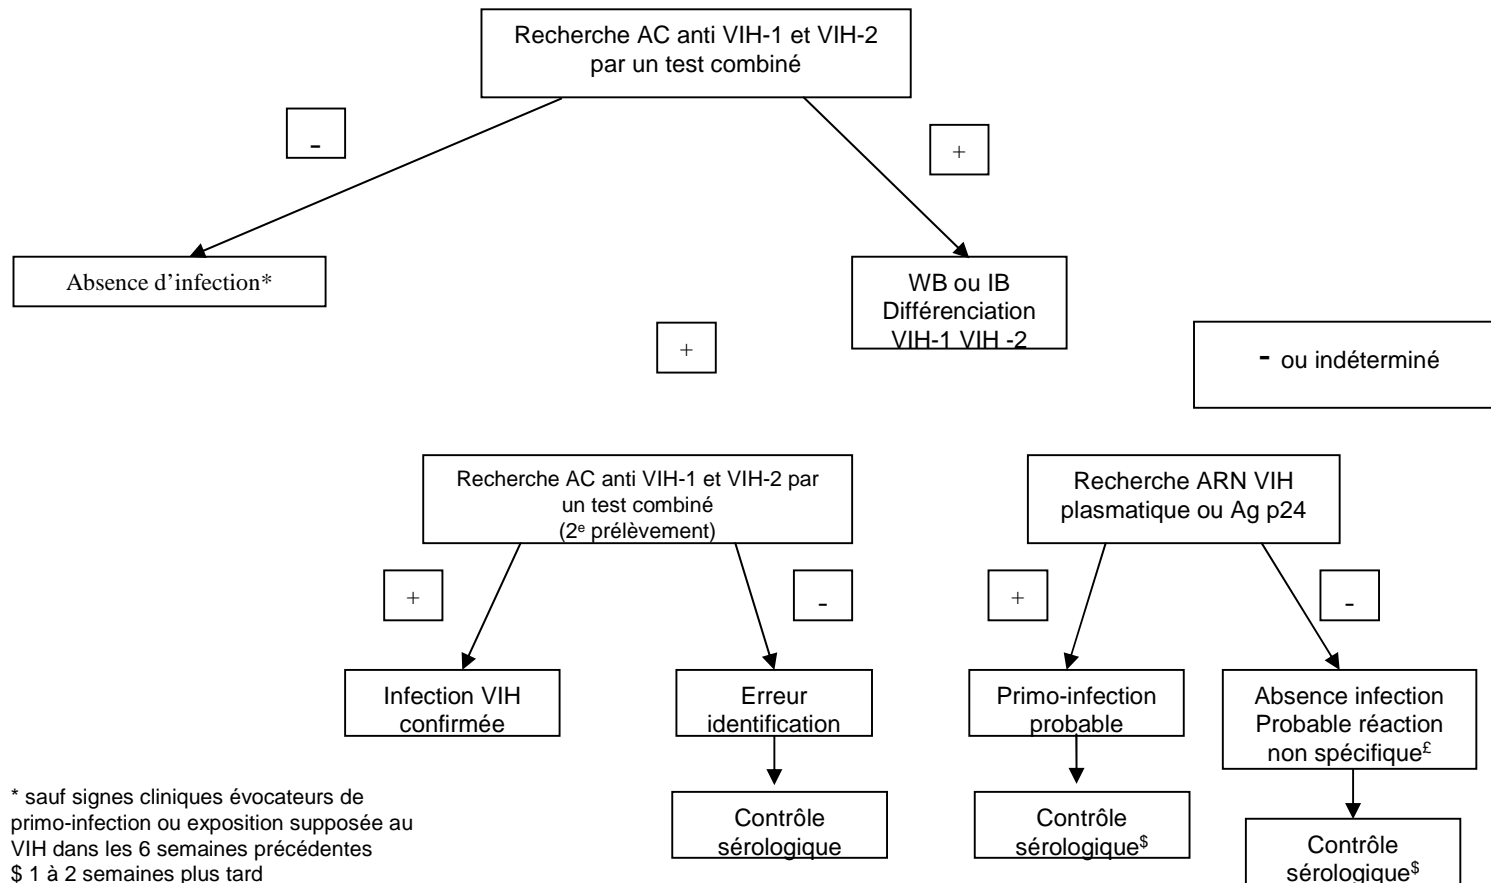 Recherche AC anti VIH-1 et VIH-2
par un test combiné
-
+
Absence d’infection*
WB ou IB
Différenciation
VIH-1 VIH -2
+
- ou indéterminé
Recherche AC anti VIH-1 et VIH-2 par
un test combiné
(2e prélèvement)
Recherche ARN VIH
plasmatique ou Ag p24
+
-
+
-
Infection VIH
confirmée
Erreur
identification
Primo-infection
probable
Absence infection
Probable réaction
non spécifique£
Contrôle
sérologique
Contrôle
sérologique$
Contrôle
sérologique$
* sauf signes cliniques évocateurs de
primo-infection ou exposition supposée au
VIH dans les 6 semaines précédentes
$ 1 à 2 semaines plus tard